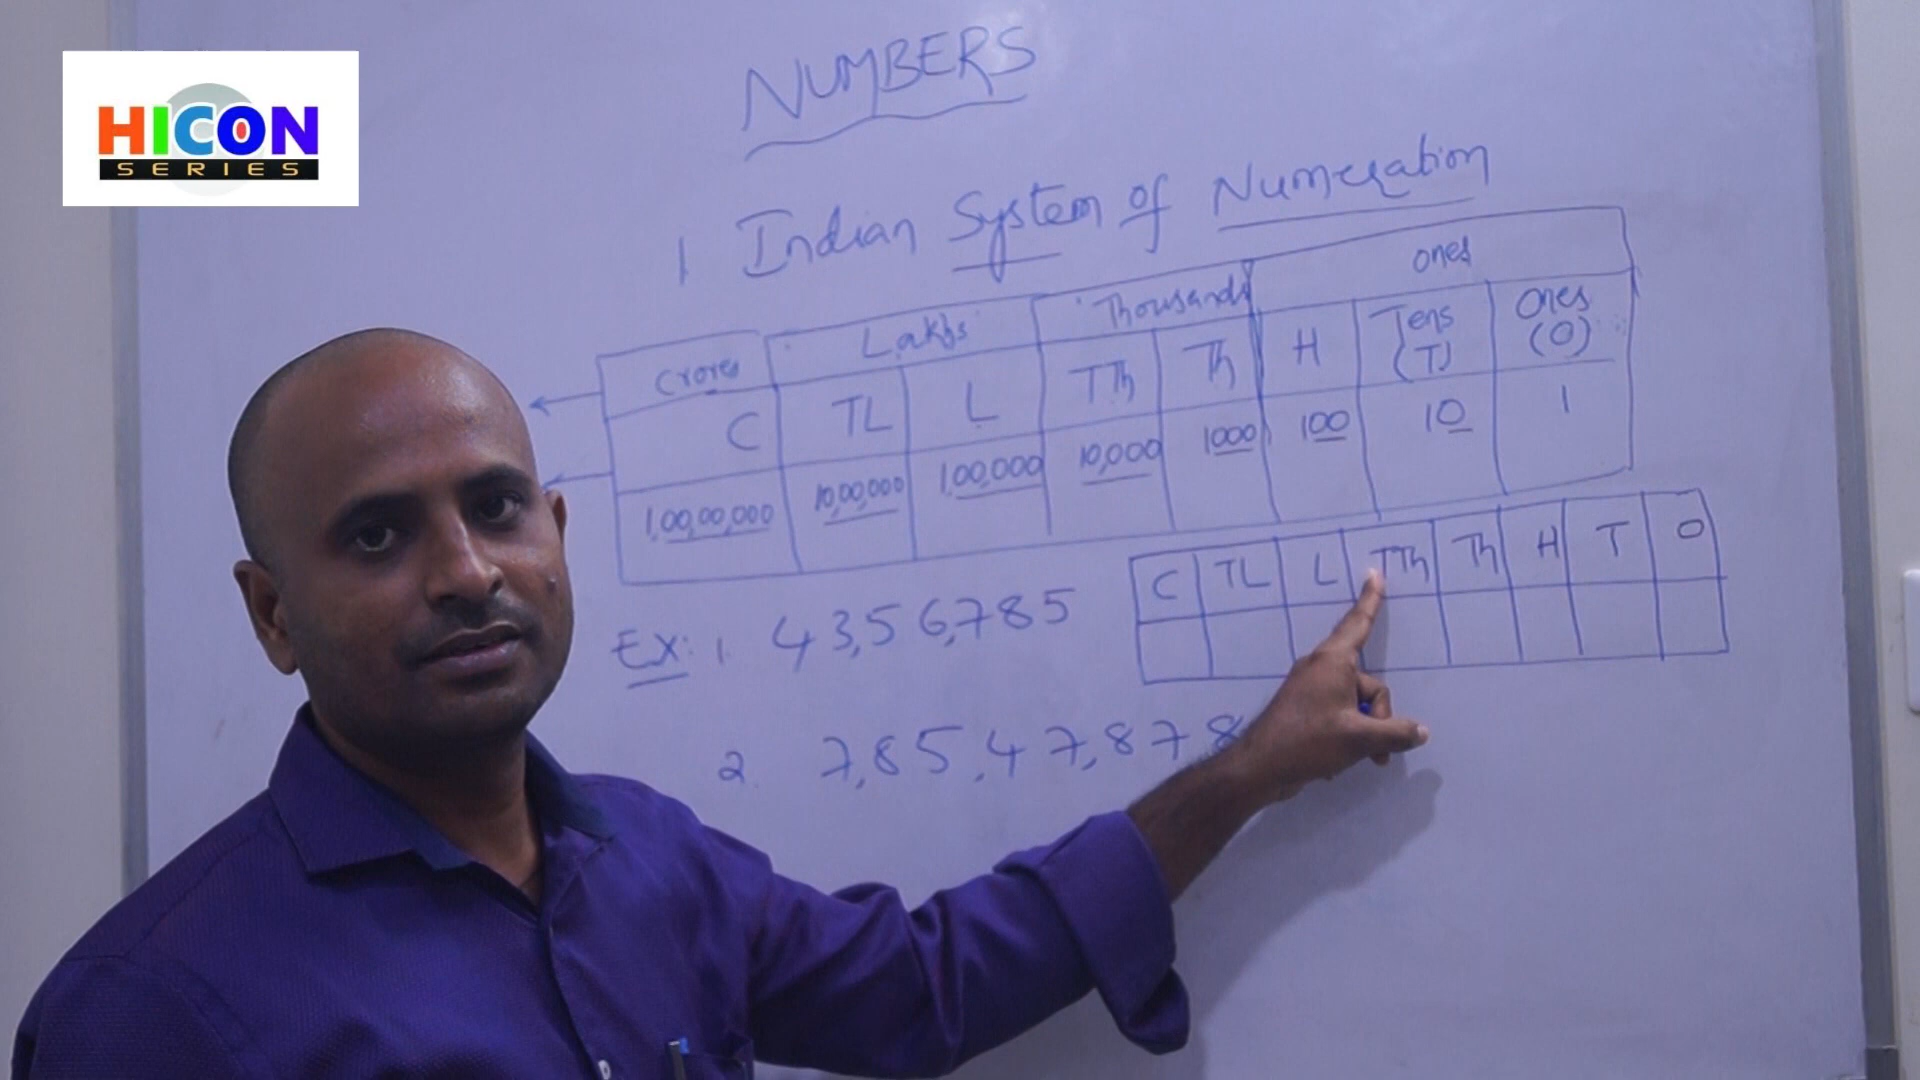 HICON
SERIES
NUMBERS
1 Indian System of Numeration
Crores Lakhs Thousands ones
C TL L TTh Th H Tens (T) Ones (O)
1,00,00,000 10,00,000 1,00,000 10,000 1000 100 10 1
Ex: 1. 43,56,785
C TL L TTh Th H T O
2. 7,85,47,878